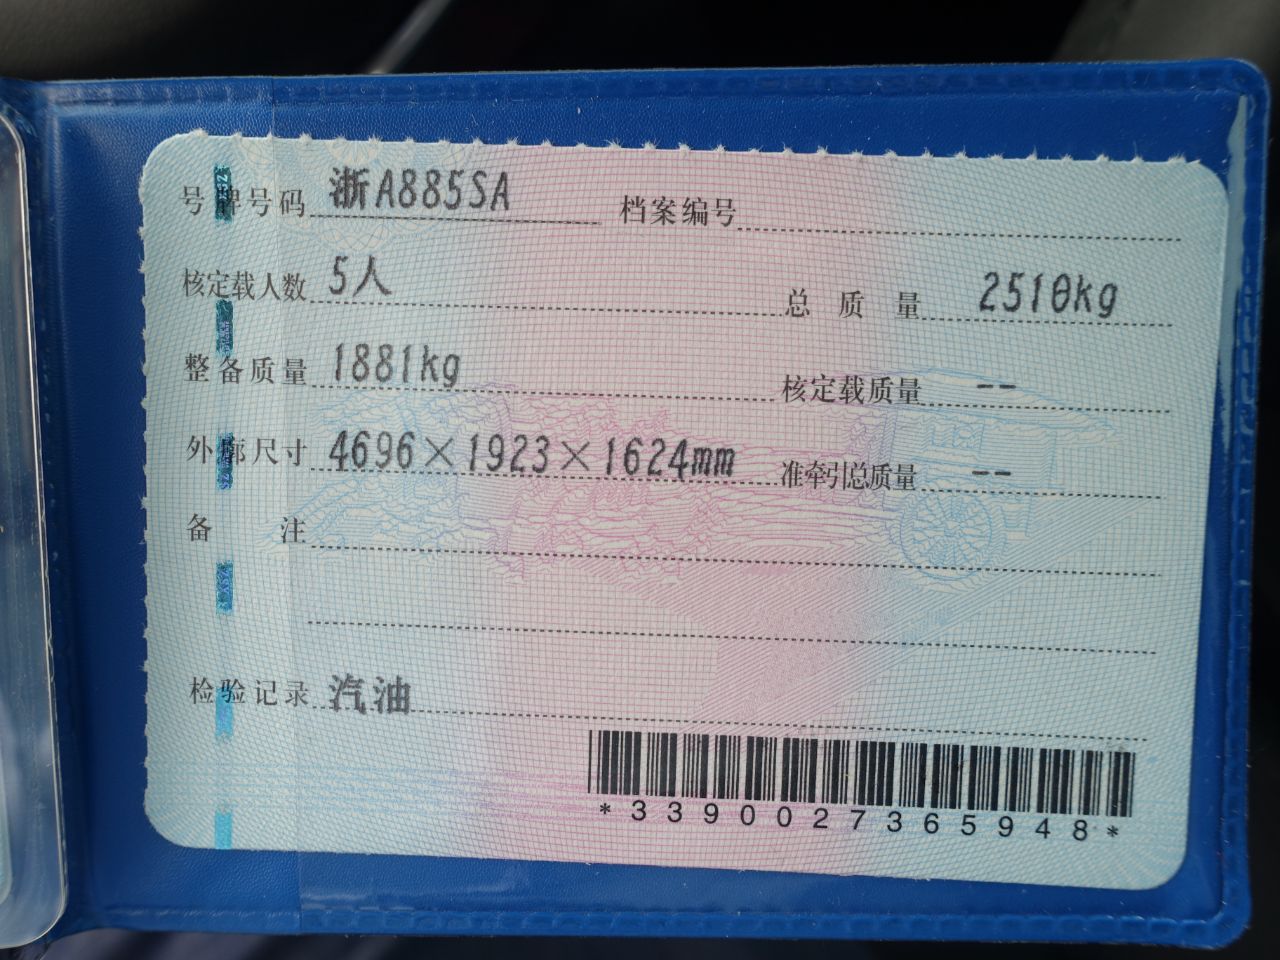 号牌号码 浙A885SA 档案编号
核定载人数 5人 总质量 2510kg
整备质量 1881kg 核定载质量 --
外廓尺寸 4696×1923×1624mm 准牵引总质量 --
备注
检验记录 汽油
*3390027365948*